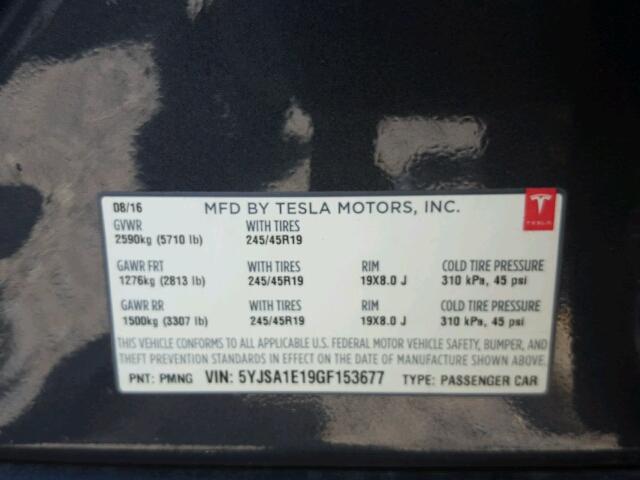 08/16 MFD BY TESLA MOTORS, INC.
TESLA
GVWR WITH TIRES
2590kg (5710 lb) 245/45R19
GAWR FRT WITH TIRES RIM COLD TIRE PRESSURE
1276kg (2813 lb) 245/45R19 19X8.0 J 310 kPa, 45 psi
GAWR RR WITH TIRES RIM COLD TIRE PRESSURE
1500kg (3307 lb) 245/45R19 19X8.0 J 310 kPa, 45 psi
THIS VEHICLE CONFORMS TO ALL APPLICABLE U.S. FEDERAL MOTOR VEHICLE SAFETY, BUMPER, AND
THEFT PREVENTION STANDARDS IN EFFECT ON THE DATE OF MANUFACTURE SHOWN ABOVE.
PNT: PMNG VIN: 5YJSA1E19GF153677 TYPE: PASSENGER CAR